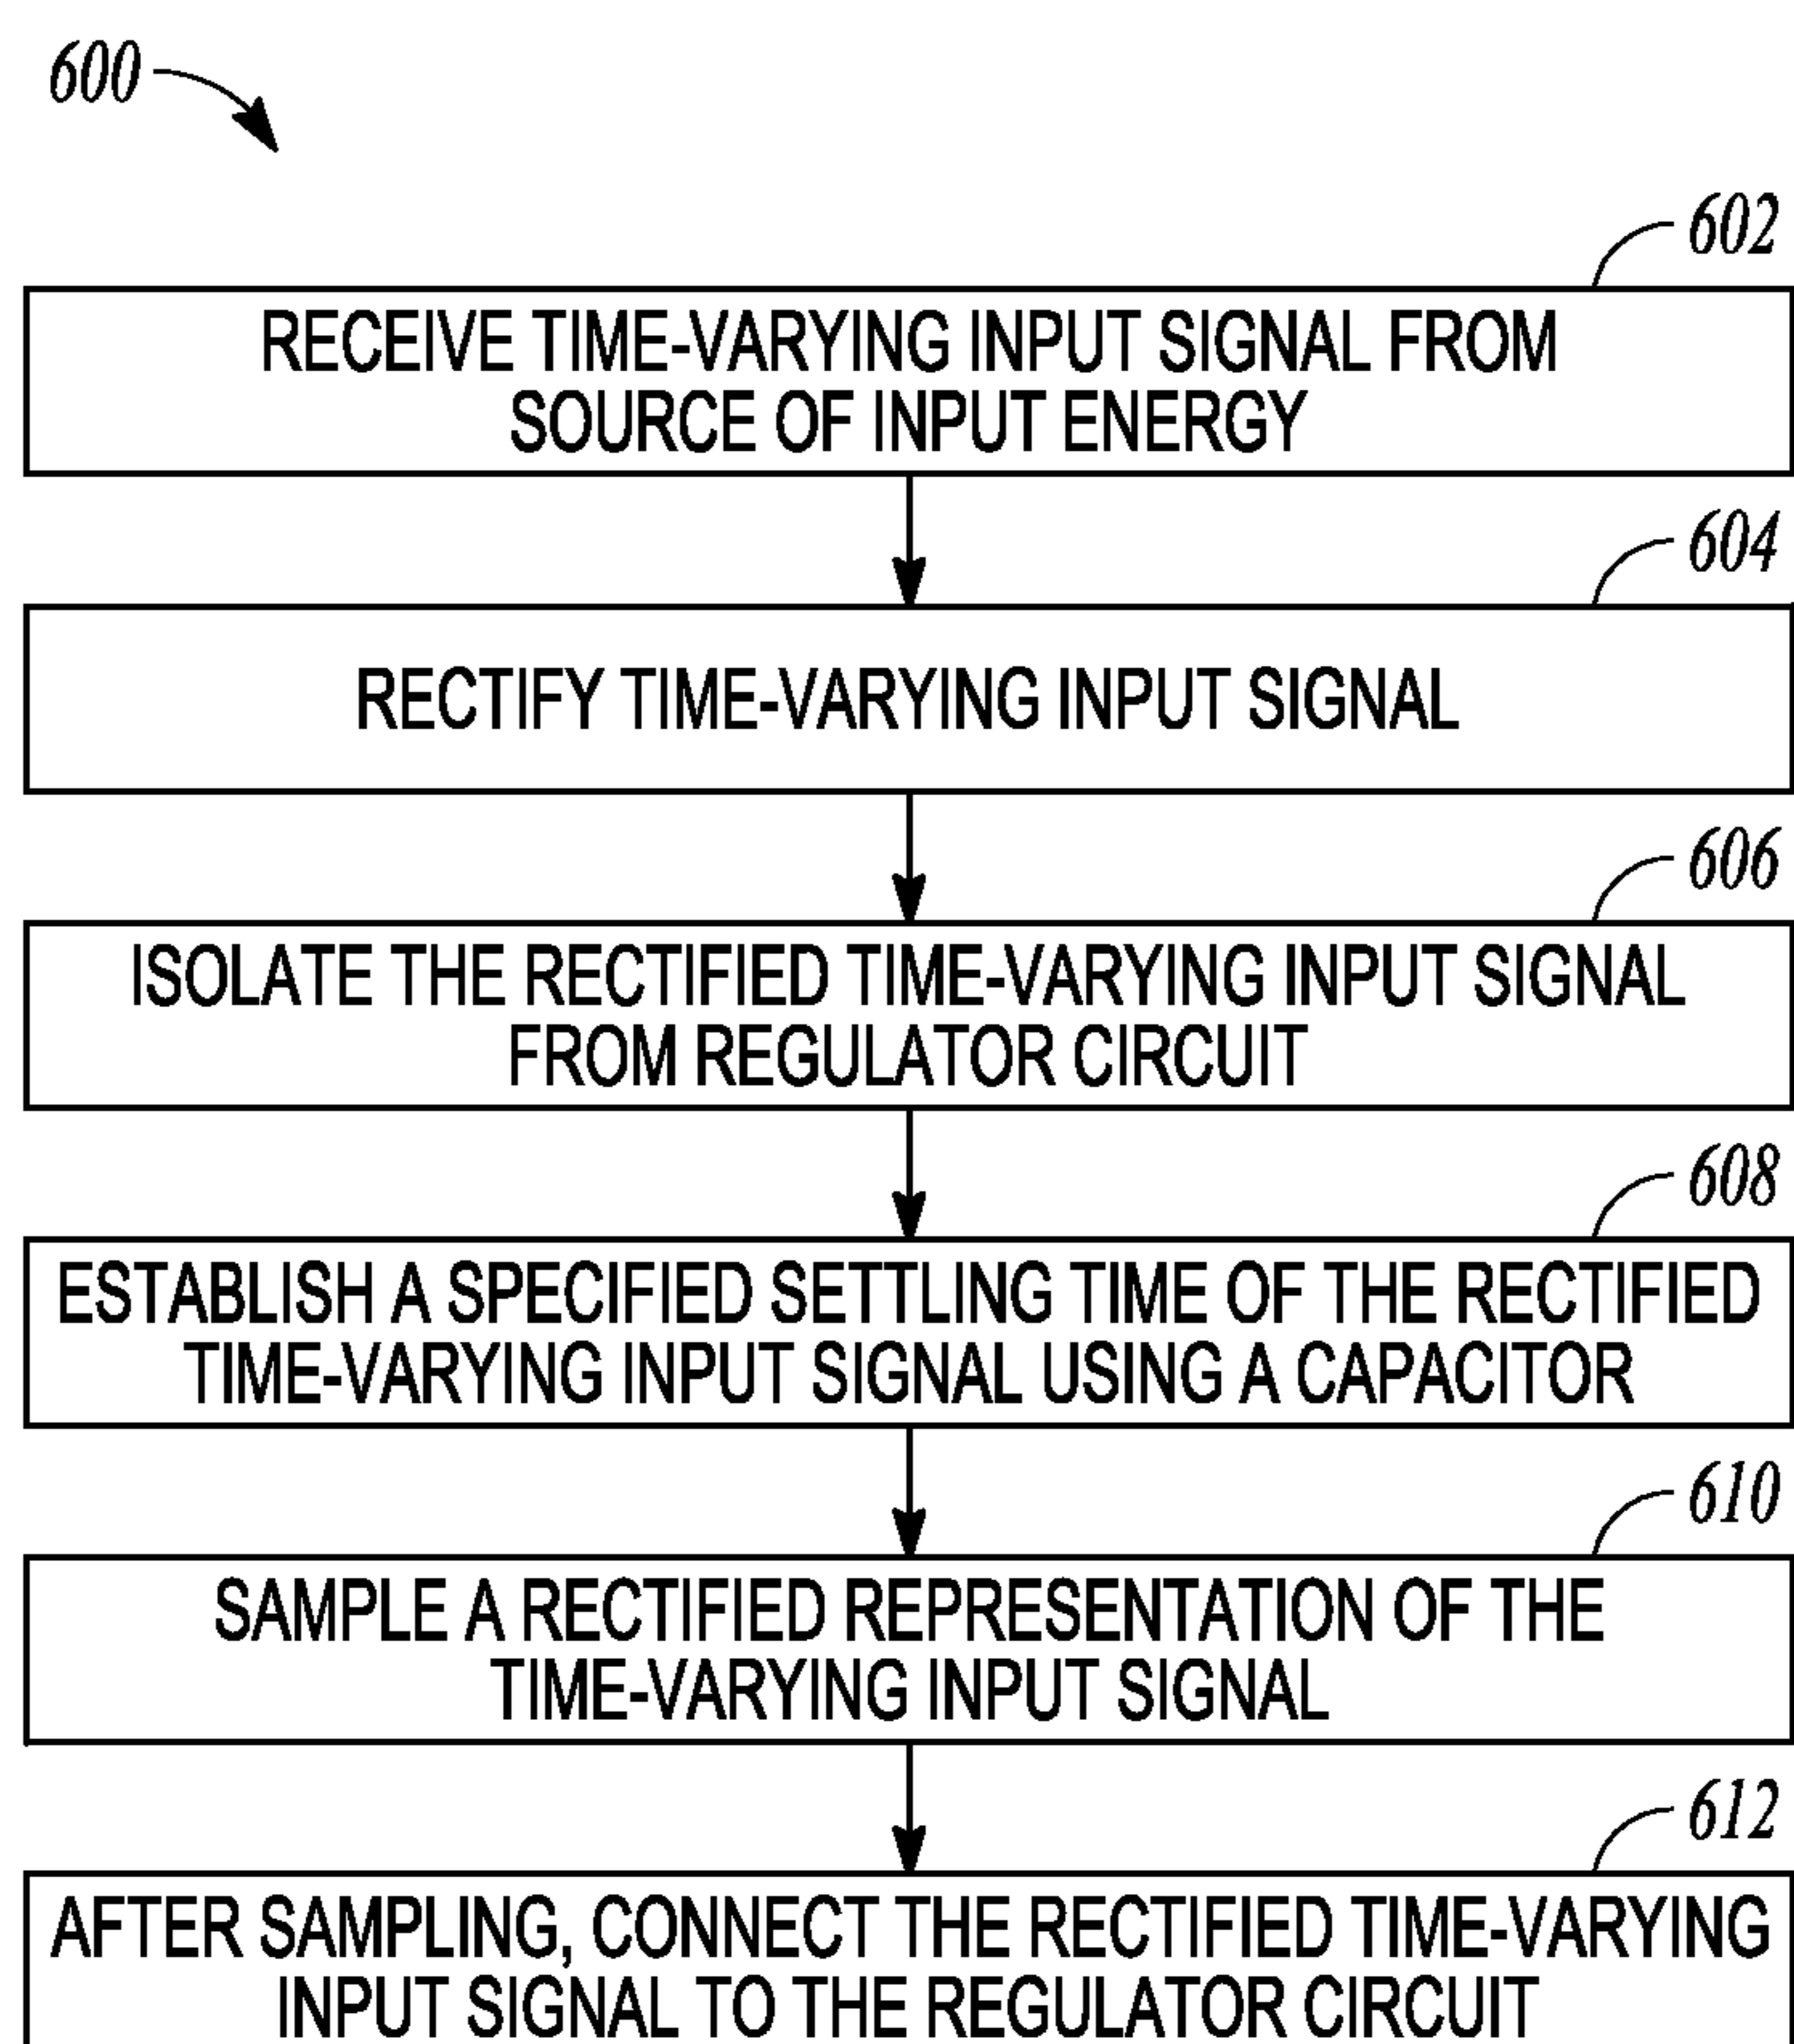 600
602
RECEIVE TIME-VARYING INPUT SIGNAL FROM
SOURCE OF INPUT ENERGY
604
RECTIFY TIME-VARYING INPUT SIGNAL
606
ISOLATE THE RECTIFIED TIME-VARYING INPUT SIGNAL
FROM REGULATOR CIRCUIT
608
ESTABLISH A SPECIFIED SETTLING TIME OF THE RECTIFIED
TIME-VARYING INPUT SIGNAL USING A CAPACITOR
610
SAMPLE A RECTIFIED REPRESENTATION OF THE
TIME-VARYING INPUT SIGNAL
612
AFTER SAMPLING, CONNECT THE RECTIFIED TIME-VARYING
INPUT SIGNAL TO THE REGULATOR CIRCUIT